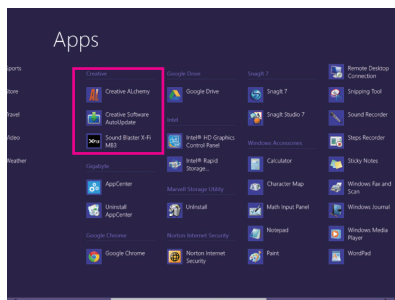 Apps
sports
Store
Travel
Video
Weather
Creative
Creative ALchemy
Creative Software
AutoUpdate
Sound Blaster X-Fi
MB3
Gigabyte
AppCenter
Uninstall
AppCenter
Google Chrome
Google Chrome
Google Drive
Google Drive
Intel
Intel® HD Graphics
Control Panel
Intel® Rapid
Storage...
Marvell Storage Utility
UnInstall
Norton Internet Security
Norton Internet
Security
SnagIt 7
SnagIt 7
SnagIt Studio 7
Windows Accessories
Calculator
Character Map
Math Input Panel
Notepad
Paint
Remote Desktop
Connection
Snipping Tool
Sound Recorder
Steps Recorder
Sticky Notes
Windows Fax and
Scan
Windows Journal
Windows Media
Player
WordPad